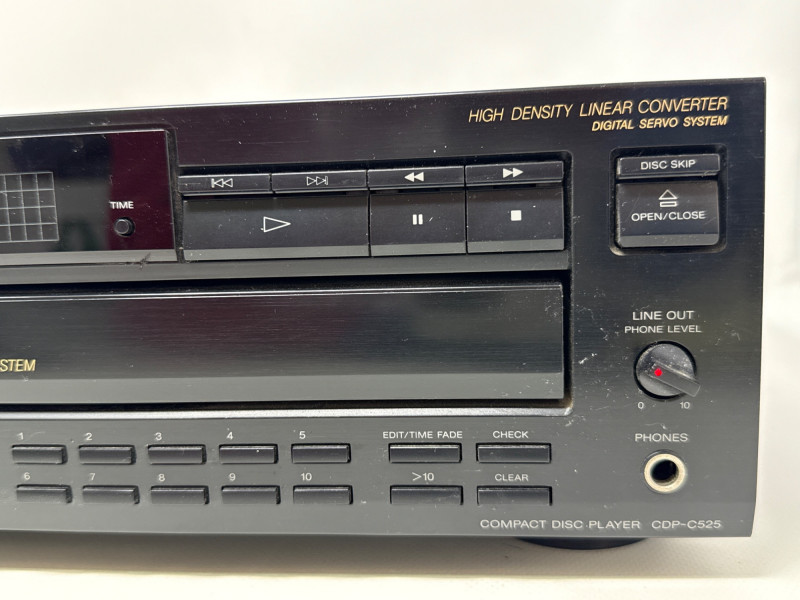 HIGH DENSITY LINEAR CONVERTER
DIGITAL SERVO SYSTEM
DISC SKIP
OPEN/CLOSE
TIME
LINE OUT
PHONE LEVEL
0 10
STEM
1 2 3 4 5 EDIT/TIME FADE CHECK
6 7 8 9 10 >10 CLEAR
PHONES
COMPACT DISC PLAYER CDP-C525